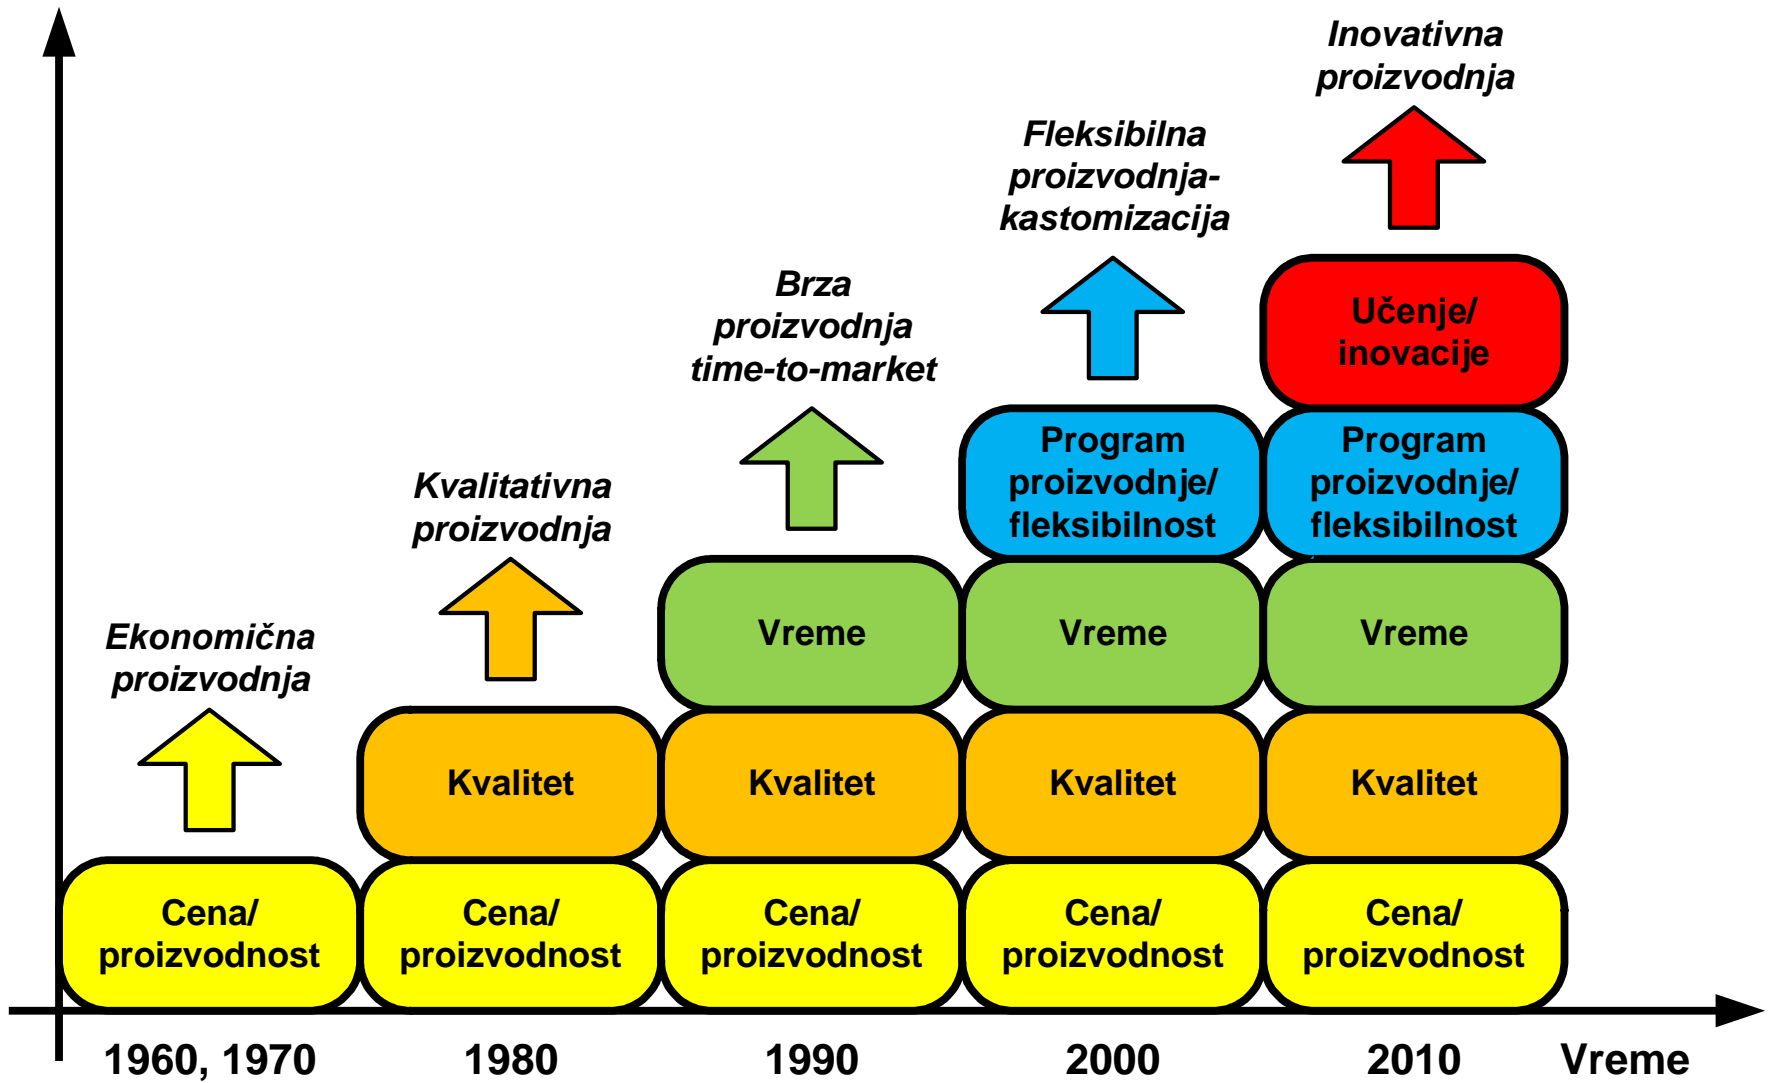 Inovativna
proizvodnja
Fleksibilna
proizvodnja-
kastomizacija
Brza
proizvodnja
time-to-market
Kvalitativna
proizvodnja
Ekonomična
proizvodnja
Učenje/
inovacije
Program
proizvodnje/
fleksibilnost
Program
proizvodnje/
fleksibilnost
Vreme
Vreme
Vreme
Kvalitet
Kvalitet
Kvalitet
Kvalitet
Cena/
proizvodnost
Cena/
proizvodnost
Cena/
proizvodnost
Cena/
proizvodnost
Cena/
proizvodnost
1960, 1970
1980
1990
2000
2010
Vreme